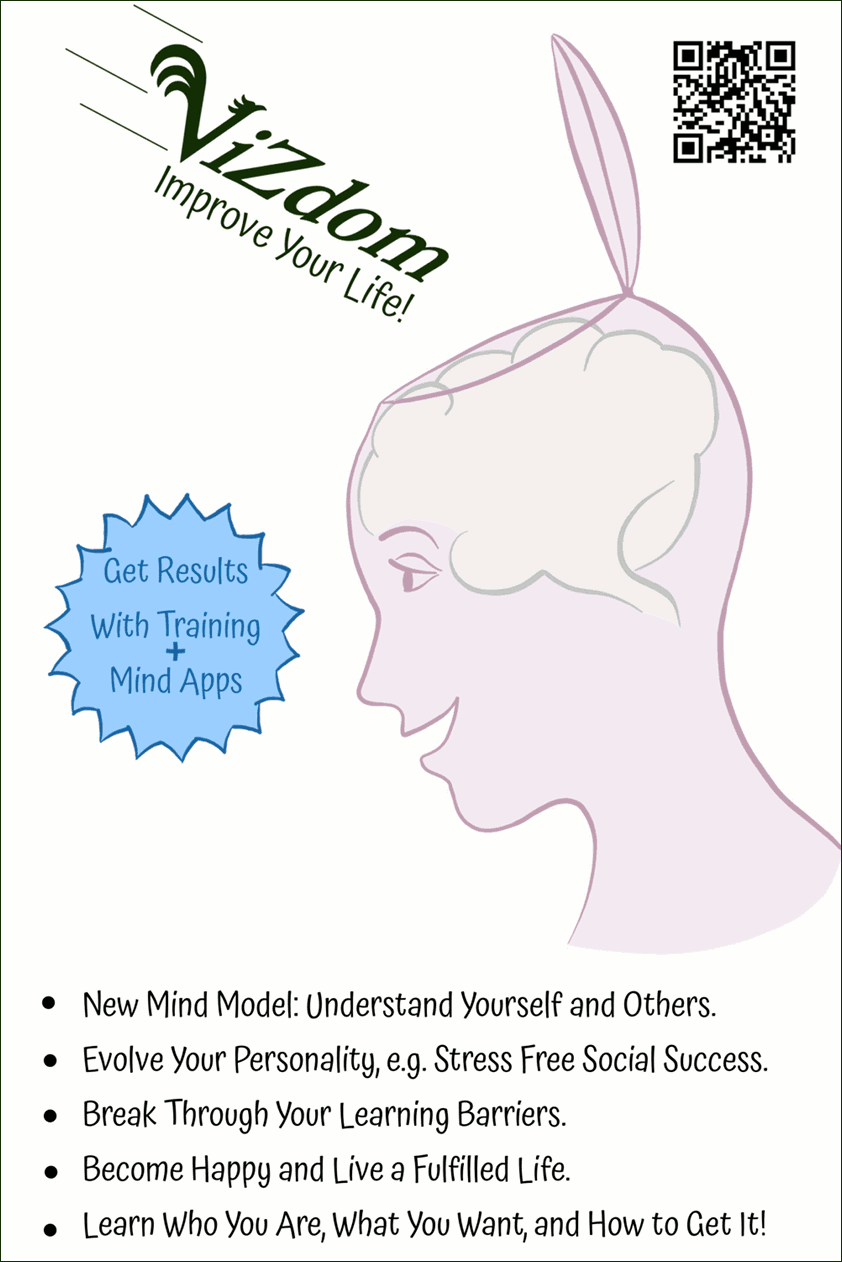 ViZdom
Improve Your Life!
Get Results
With Training
+
Mind Apps
• New Mind Model: Understand Yourself and Others.
• Evolve Your Personality, e.g. Stress Free Social Success.
• Break Through Your Learning Barriers.
• Become Happy and Live a Fulfilled Life.
• Learn Who You Are, What You Want, and How to Get It!